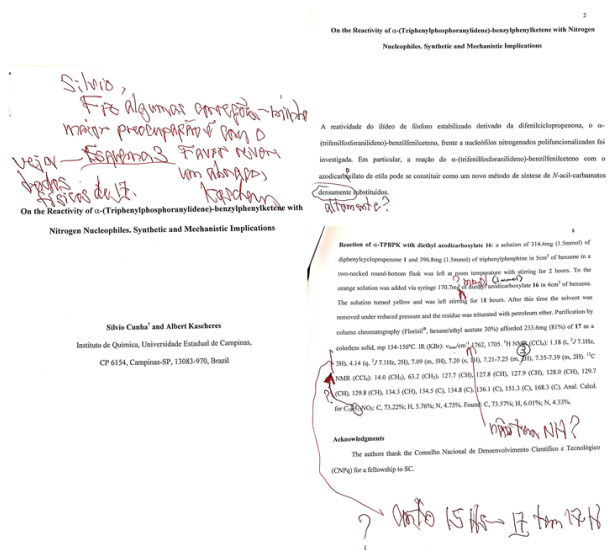 Silvio,
Fiz algumas correções – minha
maior preocupação é com o
Esquema 3 Favor rever
veja
dados
físicos de 17.
um abraço,
Kascheres
On the Reactivity of α-(Triphenylphosphoranylidene)-benzylphenylketene with
Nitrogen Nucleophiles. Synthetic and Mechanistic Implications
Silvio Cunha¹ and Albert Kascheres
Instituto de Química, Universidade Estadual de Campinas,
CP 6154, Campinas-SP, 13083-970, Brazil
2
On the Reactivity of α-(Triphenylphosphoranylidene)-benzylphenylketene with Nitrogen
Nucleophiles. Synthetic and Mechanistic Implications
A reatividade do ilídeo de fósforo estabilizado derivado da difenilciclopropenona, o α-
(trifenilfosforanilideno)-benzilfenilceteno, frente a nucleófilos nitrogenados polifuncionalizados foi
investigada. Em particular, a reação do α-(trifenilfosforanilideno)-benzilfenilceteno com o
azodicarboxilato de etila pode se constituir como um novo método de síntese de N-acil-carbamatos
densamente substituídos.
altamente?
8
Reaction of α-TPBPK with diethyl azodicarboxylate 16: a solution of 314.4mg (1.5mmol) of
diphenylcyclopropenone 1 and 396.8mg (1.5mmol) of triphenylphosphine in 5cm³ of benzene in a
two-necked round-bottom flask was left at room temperature with stirring for 2 hours. To the
? mmol (1mmol)
orange solution was added via syringe 170.7mg of diethyl azodicarboxylate 16 in 4cm³ of benzene.
The solution turned yellow and was left stirring for 18 hours. After this time the solvent was
removed under reduced pressure and the residue was triturated with petroleum ether. Purification by
column chromatography (Florisil®, hexane/ethyl acetate 30%) afforded 233.6mg (81%) of 17 as a
colorless solid, mp 154-156°C. IR (KBr): νmax/cm⁻¹ 1762, 1705. ¹H NMR (CCl₄): 1.18 (t, ³J 7.1Hz,
3H), 4.14 (q, ³J 7.1Hz, 2H), 7.09 (m, 5H), 7.20 (s, 1H), 7.21-7.25 (m, 2H), 7.35-7.39 (m, 2H). ¹³C
NMR (CCl₄): 14.0 (CH₃), 63.2 (CH₂), 127.7 (CH), 127.8 (CH), 127.9 (CH), 128.0 (CH), 129.7
(CH), 129.8 (CH), 134.3 (CH), 134.5 (C), 134.8 (C), 136.1 (C), 151.3 (C), 168.3 (C). Anal. Calcd.
NO₂: C, 73.22%; H, 5.76%; N, 4.75%. Found: C, 73.57%; H, 6.01%; N, 4.33%.
não tem NH?
Acknowledgments
The authors thank the Conselho Nacional de Densenvolvimento Científico e Tecnológico
(CNPq) for a fellowship to SC.
? conto 15 Hs – 17 tem 17 H